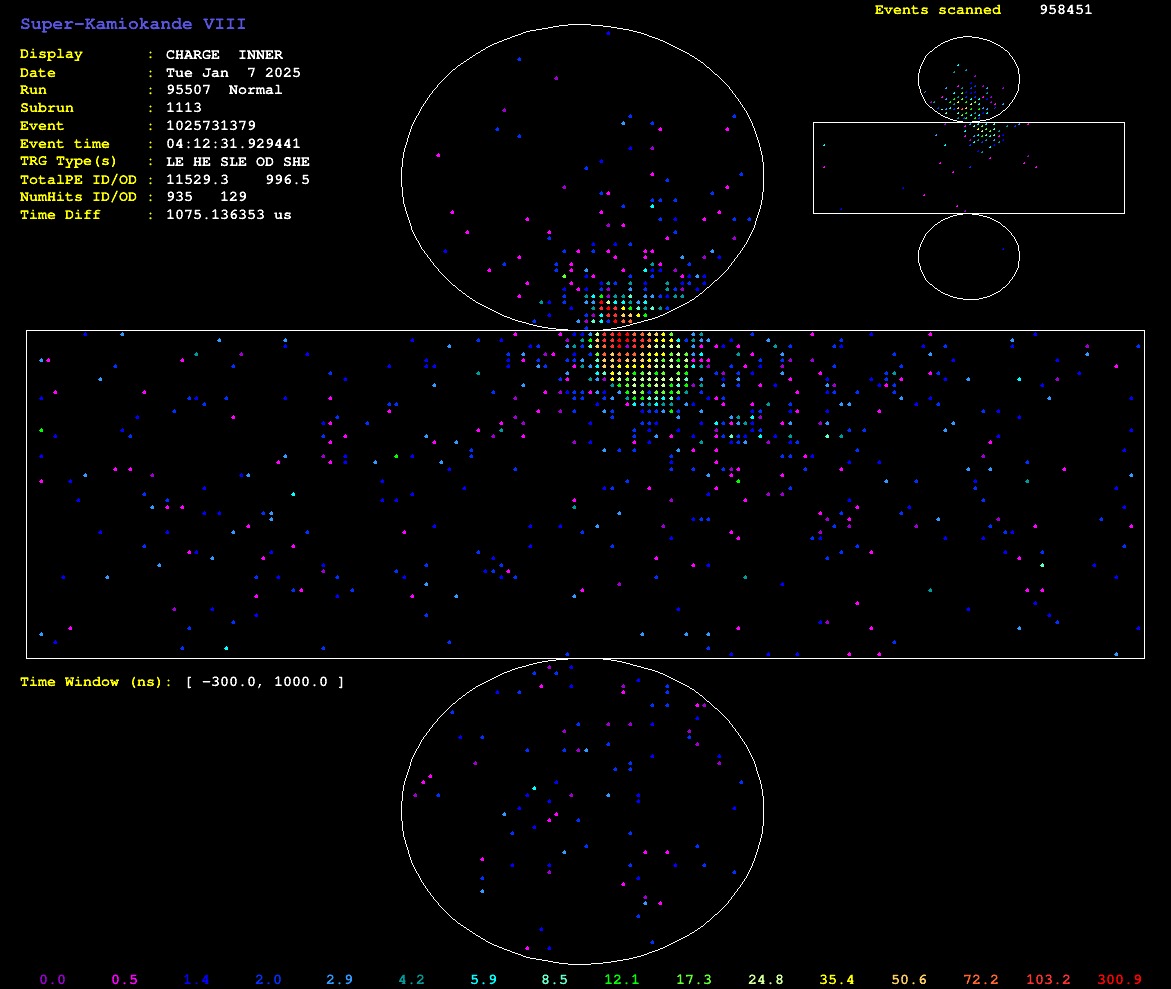 Super-Kamiokande VIII
Events scanned 958451
Display : CHARGE INNER
Date : Tue Jan 7 2025
Run : 95507 Normal
Subrun : 1113
Event : 1025731379
Event time : 04:12:31.929441
TRG Type(s) : LE HE SLE OD SHE
TotalPE ID/OD : 11529.3 996.5
NumHits ID/OD : 935 129
Time Diff : 1075.136353 us
Time Window (ns): [ -300.0, 1000.0 ]
0.0 0.5 1.4 2.0 2.9 4.2 5.9 8.5 12.1 17.3 24.8 35.4 50.6 72.2 103.2 300.9